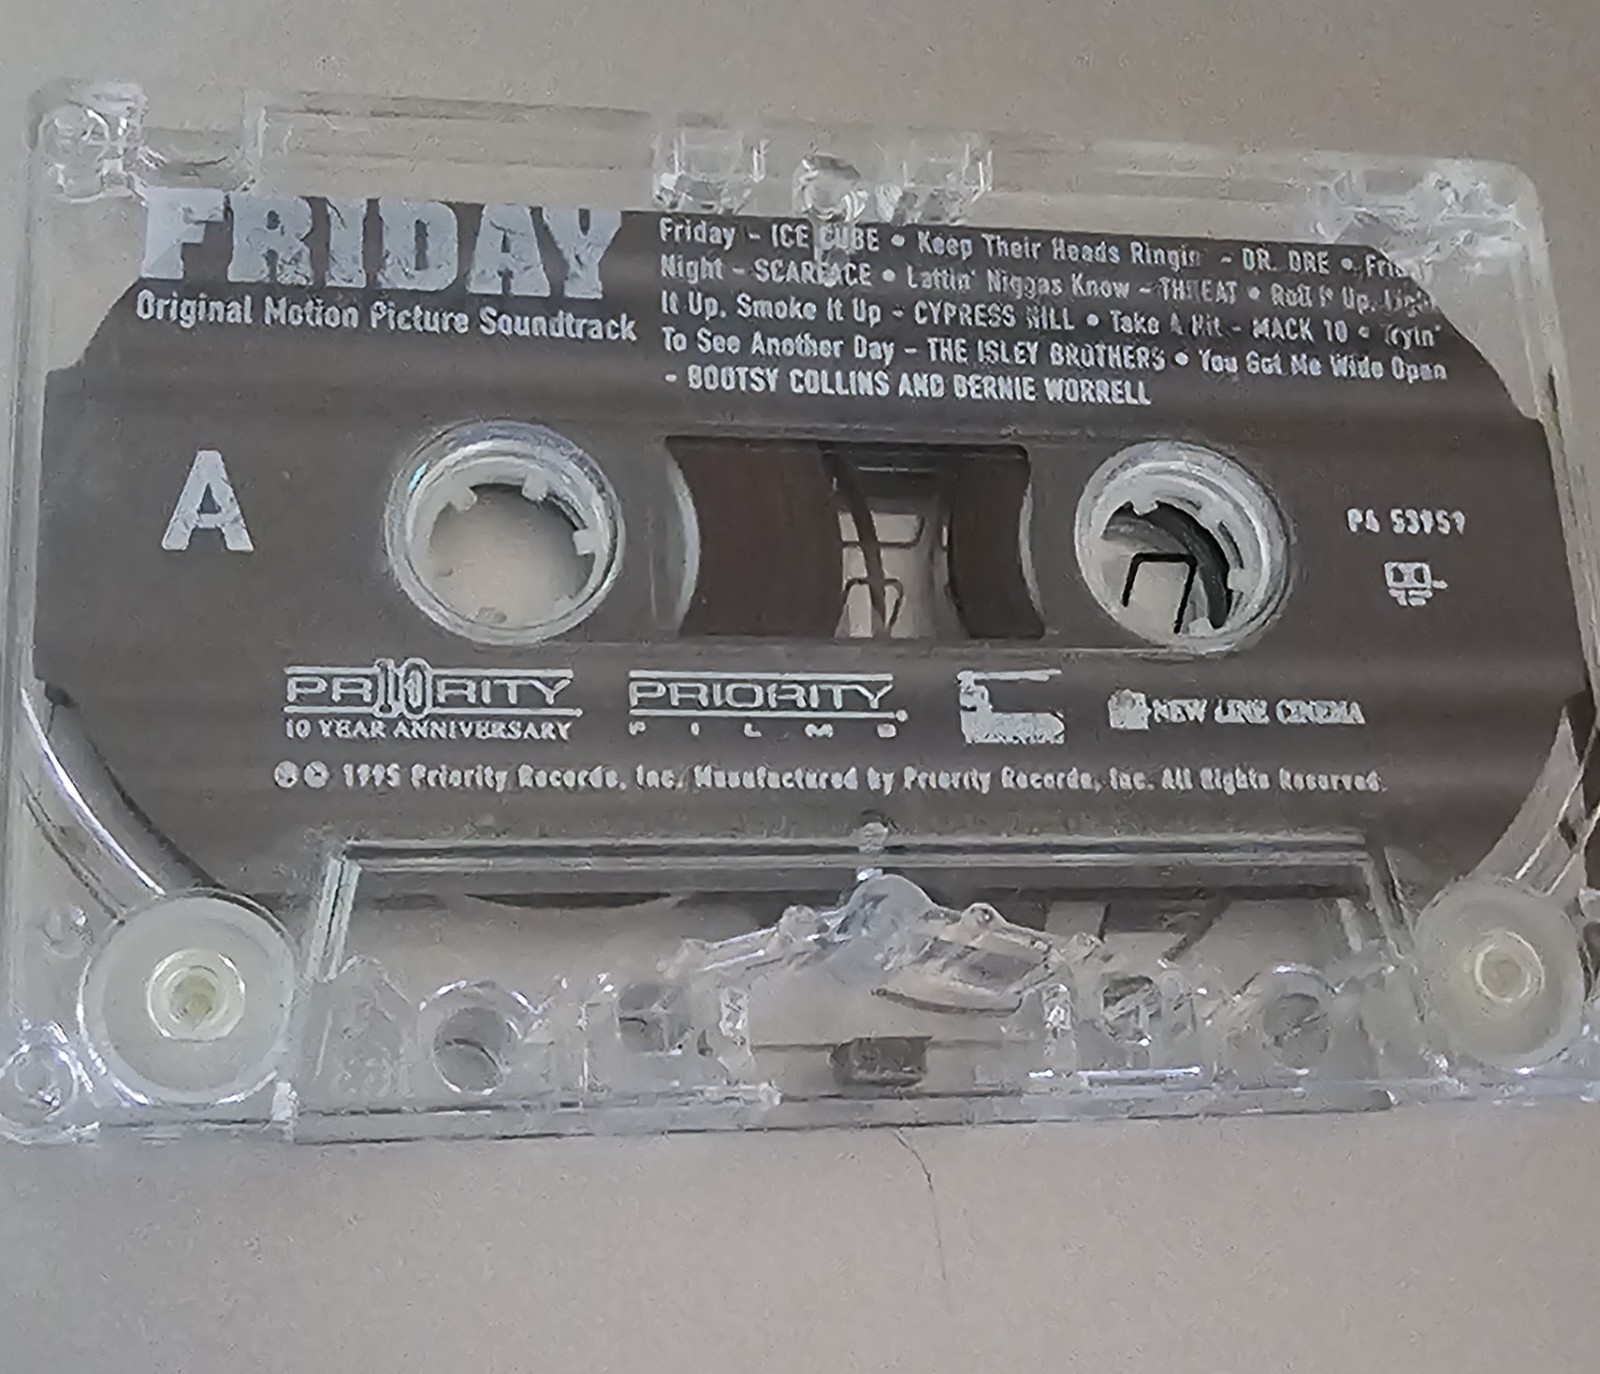 FRIDAY
Original Motion Picture Soundtrack
Friday - ICE CUBE • Keep Their Heads Ringin' - DR. DRE • Friday
Night - SCARFACE • Lettin' Niggas Know - THREAT • Roll It Up, Light
It Up, Smoke It Up - CYPRESS HILL • Take A Hit - MACK 10 • Tryin'
To See Another Day - THE ISLEY BROTHERS • You Got Me Wide Open
- BOOTSY COLLINS AND BERNIE WORRELL
A
P4 53959
PRIORITY
10
10 YEAR ANNIVERSARY
PRIORITY
FILMS
NEW LINE CINEMA
℗© 1995 Priority Records, Inc. Manufactured by Priority Records, Inc. All Rights Reserved.